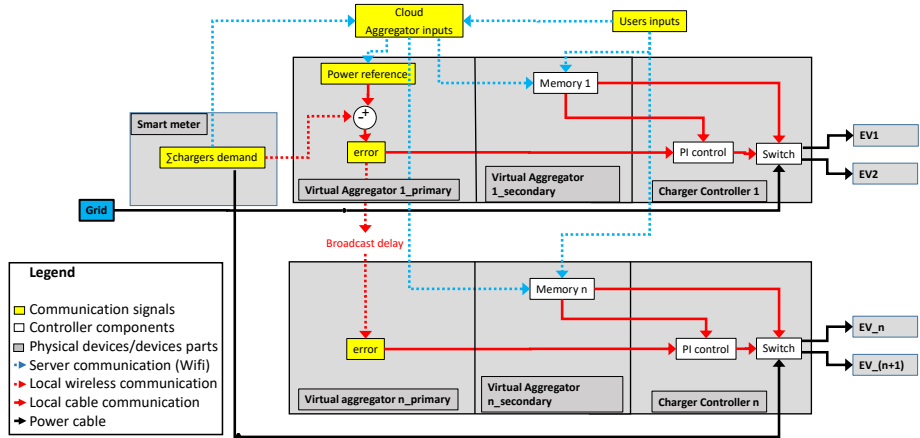 Cloud
Aggregator inputs
Users inputs
Power reference
Memory 1
- +
Smart meter
∑chargers demand
error
PI control
Switch
EV1
EV2
Virtual Aggregator 1_primary
Virtual Aggregator
1_secondary
Charger Controller 1
Grid
Broadcast delay
Legend
Communication signals
Controller components
Physical devices/devices parts
Server communication (Wifi)
Local wireless communication
Local cable communication
Power cable
Memory n
error
PI control
Switch
EV_n
EV_(n+1)
Virtual aggregator n_primary
Virtual Aggregator
n_secondary
Charger Controller n